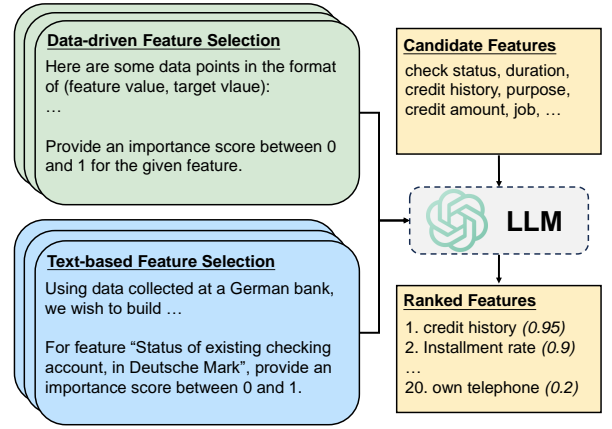 Data-driven Feature Selection
Here are some data points in the format
of (feature value, target vlaue):
…
Provide an importance score between 0
and 1 for the given feature.
Text-based Feature Selection
Using data collected at a German bank,
we wish to build …
For feature “Status of existing checking
account, in Deutsche Mark”, provide an
importance score between 0 and 1.
Candidate Features
check status, duration,
credit history, purpose,
credit amount, job, …
LLM
Ranked Features
1. credit history (0.95)
2. Installment rate (0.9)
…
20. own telephone (0.2)